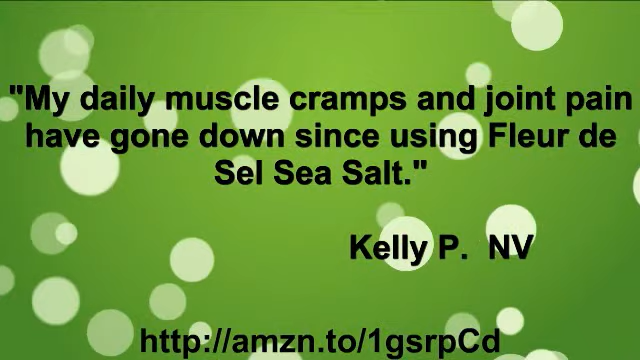 "My daily muscle cramps and joint pain
have gone down since using Fleur de
Sel Sea Salt."
Kelly P.  NV
http://amzn.to/1gsrpCd